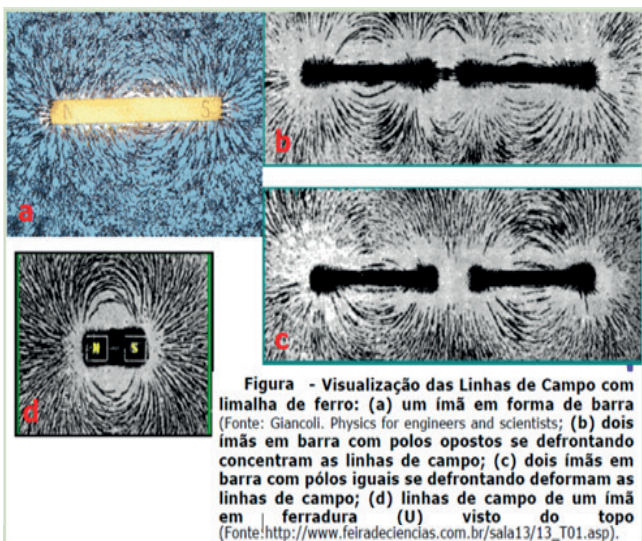 N S
a
b
c
N S
d
Figura - Visualização das Linhas de Campo com
limalha de ferro: (a) um ímã em forma de barra
(Fonte: Giancoli. Physics for engineers and scientists; (b) dois
ímãs em barra com polos opostos se defrontando
concentram as linhas de campo; (c) dois ímãs em
barra com pólos iguais se defrontando deformam as
linhas de campo; (d) linhas de campo de um ímã
em ferradura (U) visto do topo
(Fonte:http://www.feiradeciencias.com.br/sala13/13_T01.asp).